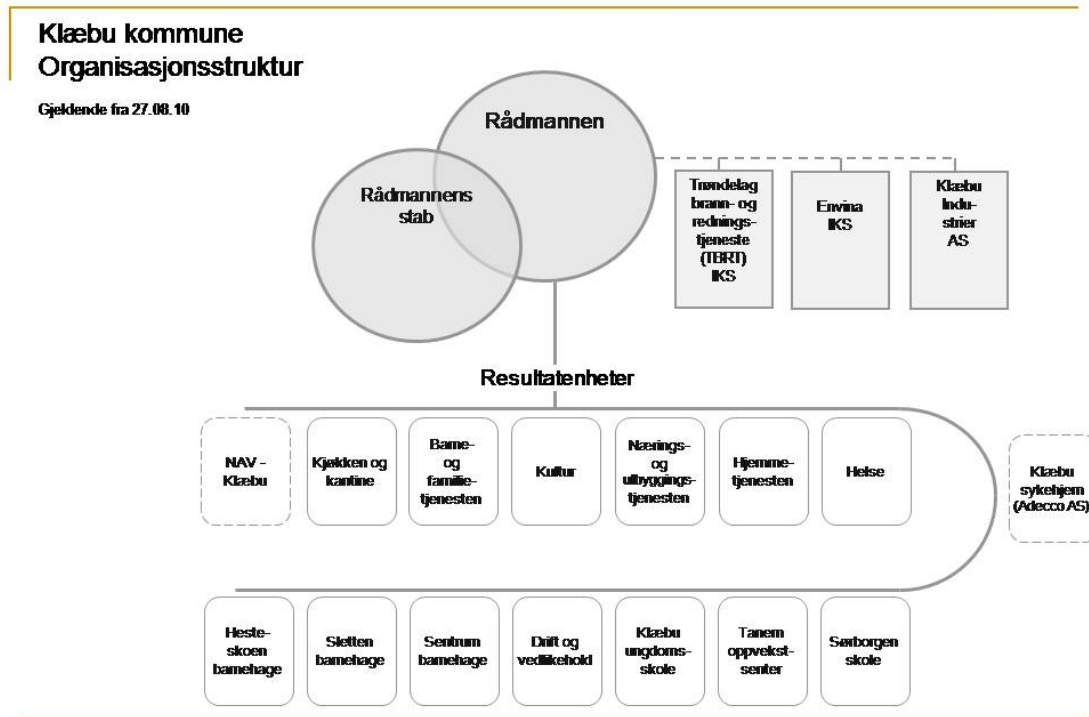 Klæbu kommune
Organisasjonsstruktur
Gjeldende fra 27.08.10
Rådmannen
Rådmannens
stab
Trøndelag
brann- og
rednings-
tjeneste
(TBRT)
IKS
Envina
IKS
Klæbu
Indu-
strier
AS
Resultatenheter
NAV -
Klæbu
Kjøkken og
kantine
Barne-
og
familie-
tjenesten
Kultur
Nærings-
og
utbyggings-
tjenesten
Hjemme-
tjenesten
Helse
Klæbu
sykehjem
(Adecco AS)
Heste-
skoen
barnehage
Sletten
barnehage
Sentrum
barnehage
Drift og
vedlikehold
Klæbu
ungdoms-
skole
Tanem
oppvekst-
senter
Sørborgen
skole